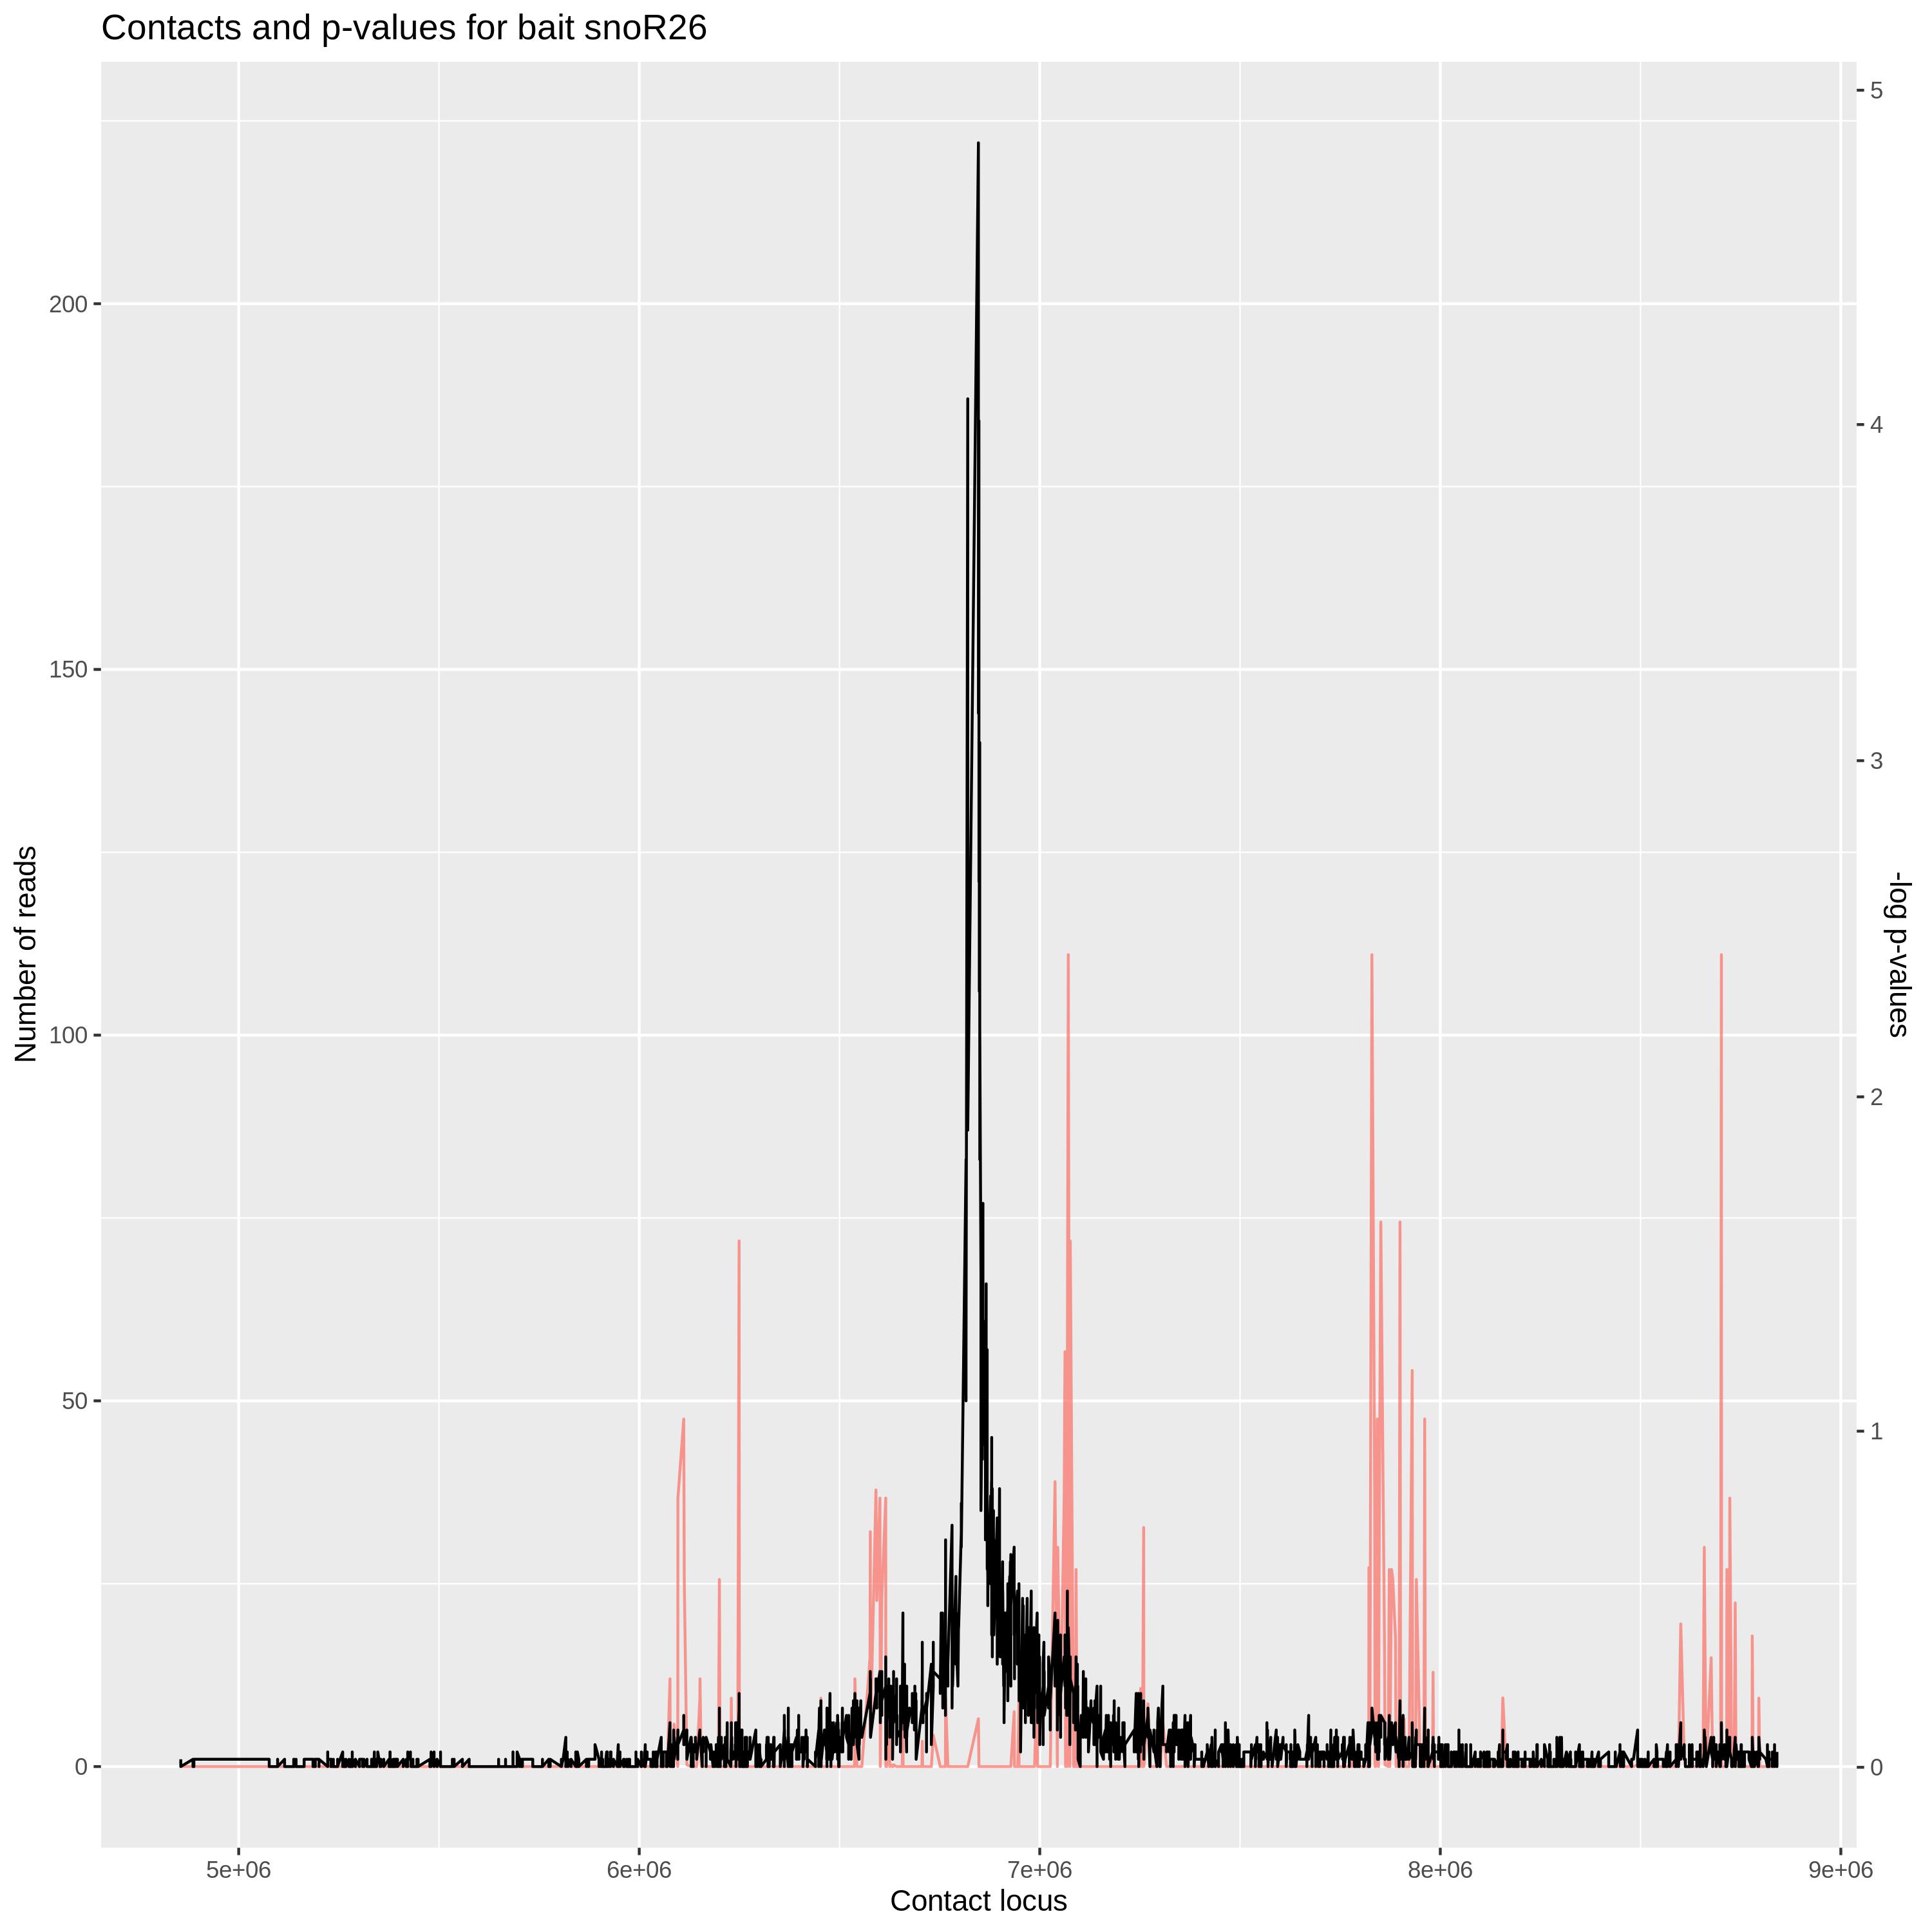 Contacts and p-values for bait snoR26
Number of reads
200
150
100
50
0
5
4
3
2
1
0
-log p-values
5e+06
6e+06
7e+06
8e+06
9e+06
Contact locus